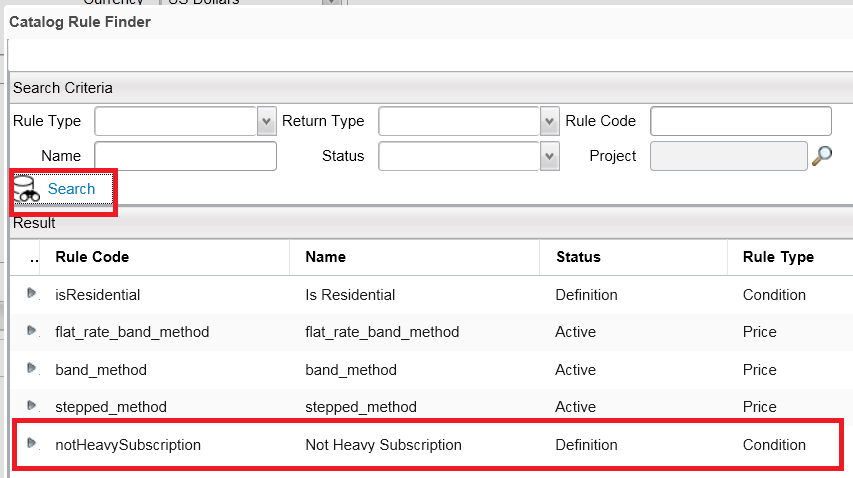 Currency US Dollars
Catalog Rule Finder
Search Criteria
Rule Type Return Type Rule Code
Name Status Project
Search
Result
.. Rule Code Name Status Rule Type
isResidential Is Residential Definition Condition
flat_rate_band_method flat_rate_band_method Active Price
band_method band_method Active Price
stepped_method stepped_method Active Price
notHeavySubscription Not Heavy Subscription Definition Condition